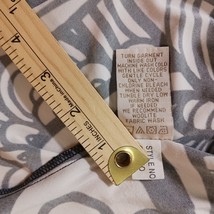 TURN GARMENT
INSIDE OUT
MACHINE WASH COLD
WITH LIKE COLORS
GENTLE CYCLE
ONLY NON-
CHLORINE BLEACH
WHEN NEEDED
TUMBLE DRY LOW
WARM IRON
IF NEEDED
WE RECOMMEND
WOOLITE
FABRIC WASH
STYLE NO
1
2
3
4
INCHES